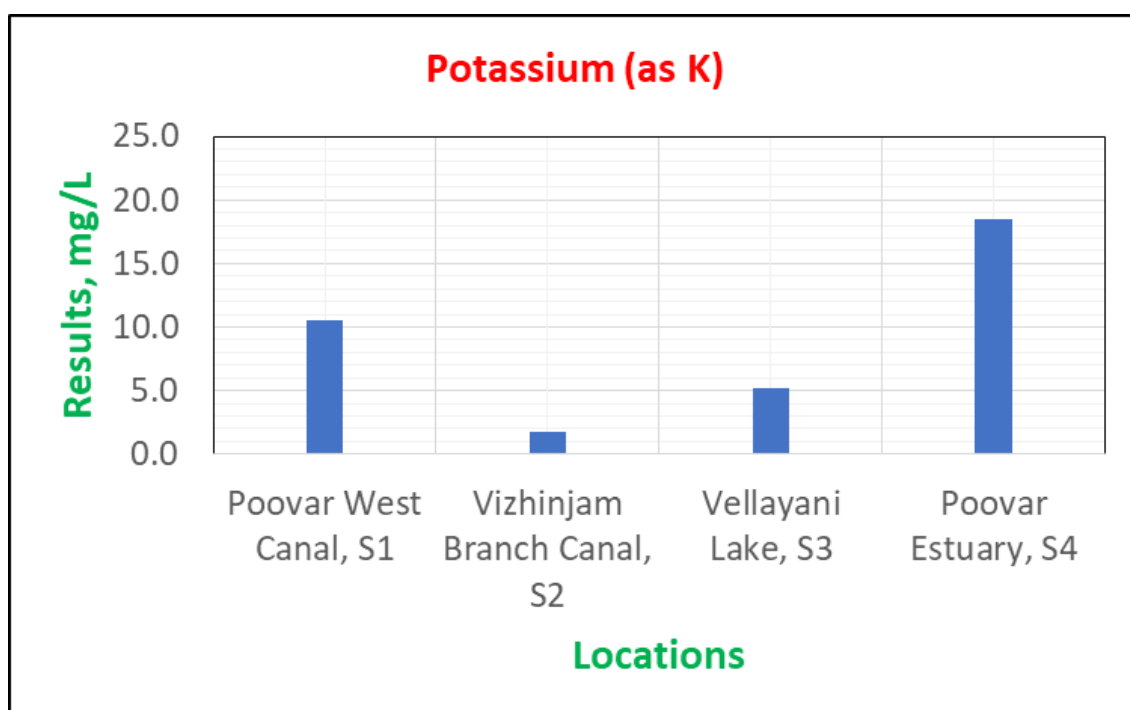 Potassium (as K)
Results, mg/L
25.0
20.0
15.0
10.0
5.0
0.0
Poovar West
Canal, S1
Vizhinjam
Branch Canal,
S2
Vellayani
Lake, S3
Poovar
Estuary, S4
Locations